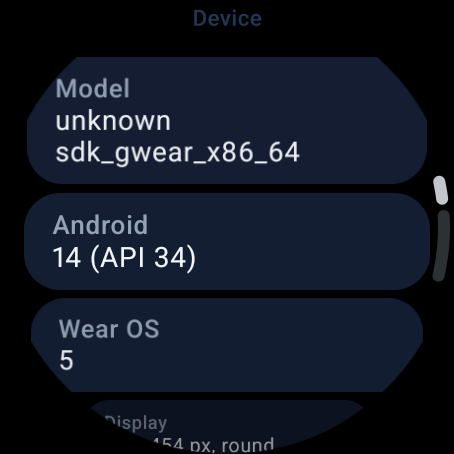 Device
Model
unknown
sdk_gwear_x86_64
Android
14 (API 34)
Wear OS
5
Display
454 px, round